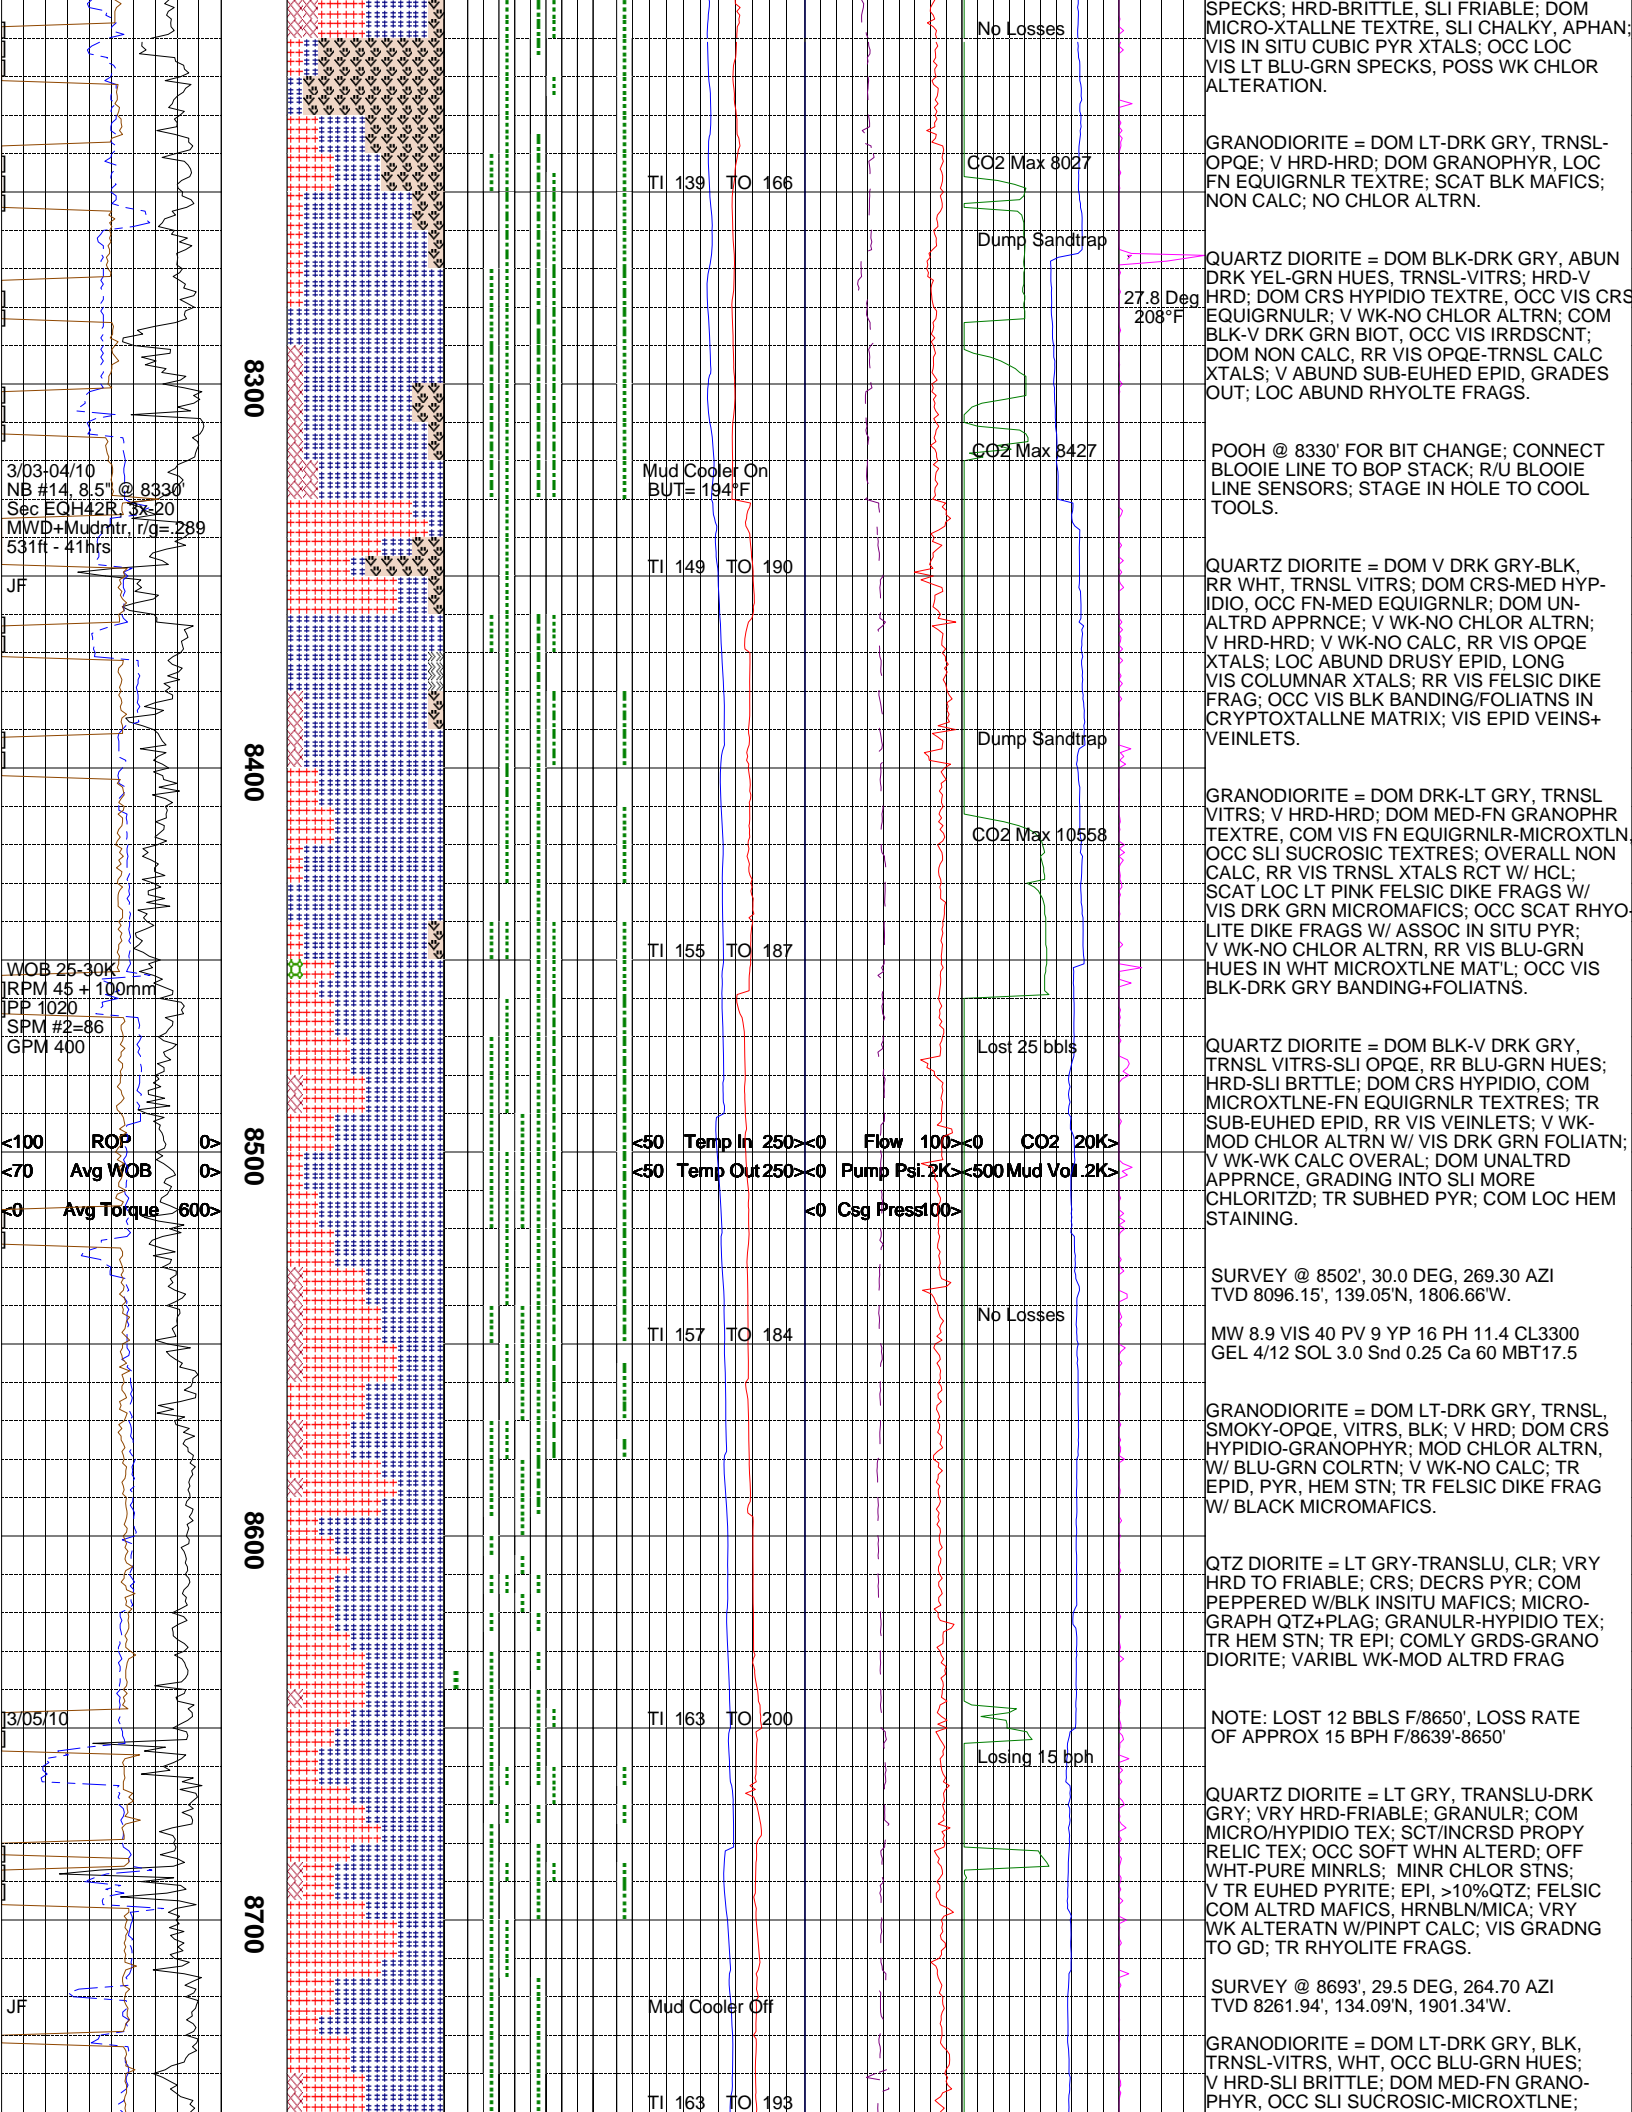 SPECKS; HRD-BRITTLE, SLI FRIABLE; DOM
MICRO-XTALLNE TEXTRE, SLI CHALKY, APHAN;
VIS IN SITU CUBIC PYR XTALS; OCC LOC
VIS LT BLU-GRN SPECKS, POSS WK CHLOR
ALTERATION.
No Losses
GRANODIORITE = DOM LT-DRK GRY, TRNSL-
OPQE; V HRD-HRD; DOM GRANOPHYR, LOC
FN EQUIGRNLR TEXTRE; SCAT BLK MAFICS;
NON CALC; NO CHLOR ALTRN.
CO2 Max 8027
TI 139 TO 166
Dump Sandtrap
QUARTZ DIORITE = DOM BLK-DRK GRY, ABUN
DRK YEL-GRN HUES, TRNSL-VITRS; HRD-V
HRD; DOM CRS HYPIDIO TEXTRE, OCC VIS CRS
EQUIGRNULR; V WK-NO CHLOR ALTRN; COM
BLK-V DRK GRN BIOT, OCC VIS IRRDSCNT;
DOM NON CALC, RR VIS OPQE-TRNSL CALC
XTALS; V ABUND SUB-EUHED EPID, GRADES
OUT; LOC ABUND RHYOLTE FRAGS.
27.8 Deg
208°F
8300
CO2 Max 8427
POOH @ 8330' FOR BIT CHANGE; CONNECT
BLOOIE LINE TO BOP STACK; R/U BLOOIE
LINE SENSORS; STAGE IN HOLE TO COOL
TOOLS.
3/03-04/10
NB #14, 8.5" @ 8330'
Sec EQH42R, 3x-20
MWD+Mudmtr, r/g=.289
531ft - 41hrs
JF
Mud Cooler On
BUT= 194°F
TI 149 TO 190
QUARTZ DIORITE = DOM V DRK GRY-BLK,
RR WHT, TRNSL VITRS; DOM CRS-MED HYP-
IDIO, OCC FN-MED EQUIGRNLR; DOM UN-
ALTRD APPRNCE; V WK-NO CHLOR ALTRN;
V HRD-HRD; V WK-NO CALC, RR VIS OPQE
XTALS; LOC ABUND DRUSY EPID, LONG
VIS COLUMNAR XTALS; RR VIS FELSIC DIKE
FRAG; OCC VIS BLK BANDING/FOLIATNS IN
CRYPTOXTALLNE MATRIX; VIS EPID VEINS+
VEINLETS.
Dump Sandtrap
8400
GRANODIORITE = DOM DRK-LT GRY, TRNSL
VITRS; V HRD-HRD; DOM MED-FN GRANOPHR
TEXTRE, COM VIS FN EQUIGRNLR-MICROXTLN,
OCC SLI SUCROSIC TEXTRES; OVERALL NON
CALC, RR VIS TRNSL XTALS RCT W/ HCL;
SCAT LOC LT PINK FELSIC DIKE FRAGS W/
VIS DRK GRN MICROMAFICS; OCC SCAT RHYO-
LITE DIKE FRAGS W/ ASSOC IN SITU PYR;
V WK-NO CHLOR ALTRN, RR VIS BLU-GRN
HUES IN WHT MICROXTLNE MAT'L; OCC VIS
BLK-DRK GRY BANDING+FOLIATNS.
CO2 Max 10558
TI 155 TO 187
WOB 25-30K
RPM 45 + 100mm
PP 1020
SPM #2=86
GPM 400
Lost 25 bbls
QUARTZ DIORITE = DOM BLK-V DRK GRY,
TRNSL VITRS-SLI OPQE, RR BLU-GRN HUES;
HRD-SLI BRTTLE; DOM CRS HYPIDIO, COM
MICROXTLNE-FN EQUIGRNLR TEXTRES; TR
SUB-EUHED EPID, RR VIS VEINLETS; V WK-
MOD CHLOR ALTRN W/ VIS DRK GRN FOLIATN;
V WK-WK CALC OVERAL; DOM UNALTRD
APPRNCE, GRADING INTO SLI MORE
CHLORITZD; TR SUBHED PYR; COM LOC HEM
STAINING.
<100 ROP 0>
<70 Avg WOB 0>
<0 Avg Torque 600>
8500
<50 Temp In 250>
<50 Temp Out 250>
<0 Flow 100>
<0 Pump Psi .2K>
<0 Csg Press 100>
<0 CO2 20K>
<500 Mud Vol .2K>
SURVEY @ 8502', 30.0 DEG, 269.30 AZI
TVD 8096.15', 139.05'N, 1806.66'W.
No Losses
TI 157 TO 184
MW 8.9 VIS 40 PV 9 YP 16 PH 11.4 CL3300
GEL 4/12 SOL 3.0 Snd 0.25 Ca 60 MBT17.5
GRANODIORITE = DOM LT-DRK GRY, TRNSL,
SMOKY-OPQE, VITRS, BLK; V HRD; DOM CRS
HYPIDIO-GRANOPHYR; MOD CHLOR ALTRN,
W/ BLU-GRN COLRTN; V WK-NO CALC; TR
EPID, PYR, HEM STN; TR FELSIC DIKE FRAG
W/ BLACK MICROMAFICS.
8600
QTZ DIORITE = LT GRY-TRANSLU, CLR; VRY
HRD TO FRIABLE; CRS; DECRS PYR; COM
PEPPERED W/BLK INSITU MAFICS; MICRO-
GRAPH QTZ+PLAG; GRANULR-HYPIDIO TEX;
TR HEM STN; TR EPI; COMLY GRDS-GRANO
DIORITE; VARIBL WK-MOD ALTRD FRAG
3/05/10
TI 163 TO 200
NOTE: LOST 12 BBLS F/8650', LOSS RATE
OF APPROX 15 BPH F/8639'-8650'
Losing 15 bph
QUARTZ DIORITE = LT GRY, TRANSLU-DRK
GRY; VRY HRD-FRIABLE; GRANULR; COM
MICRO/HYPIDIO TEX; SCT/INCRSD PROPY
RELIC TEX; OCC SOFT WHN ALTERD; OFF
WHT-PURE MINRLS; MINR CHLOR STNS;
V TR EUHED PYRITE; EPI, >10%QTZ; FELSIC
COM ALTRD MAFICS, HRNBLN/MICA; VRY
WK ALTERATN W/PINPT CALC; VIS GRADNG
TO GD; TR RHYOLITE FRAGS.
8700
JF
Mud Cooler Off
SURVEY @ 8693', 29.5 DEG, 264.70 AZI
TVD 8261.94', 134.09'N, 1901.34'W.
GRANODIORITE = DOM LT-DRK GRY, BLK,
TRNSL-VITRS, WHT, OCC BLU-GRN HUES;
V HRD-SLI BRITTLE; DOM MED-FN GRANO-
PHYR, OCC SLI SUCROSIC-MICROXTLNE;
TI 163 TO 193